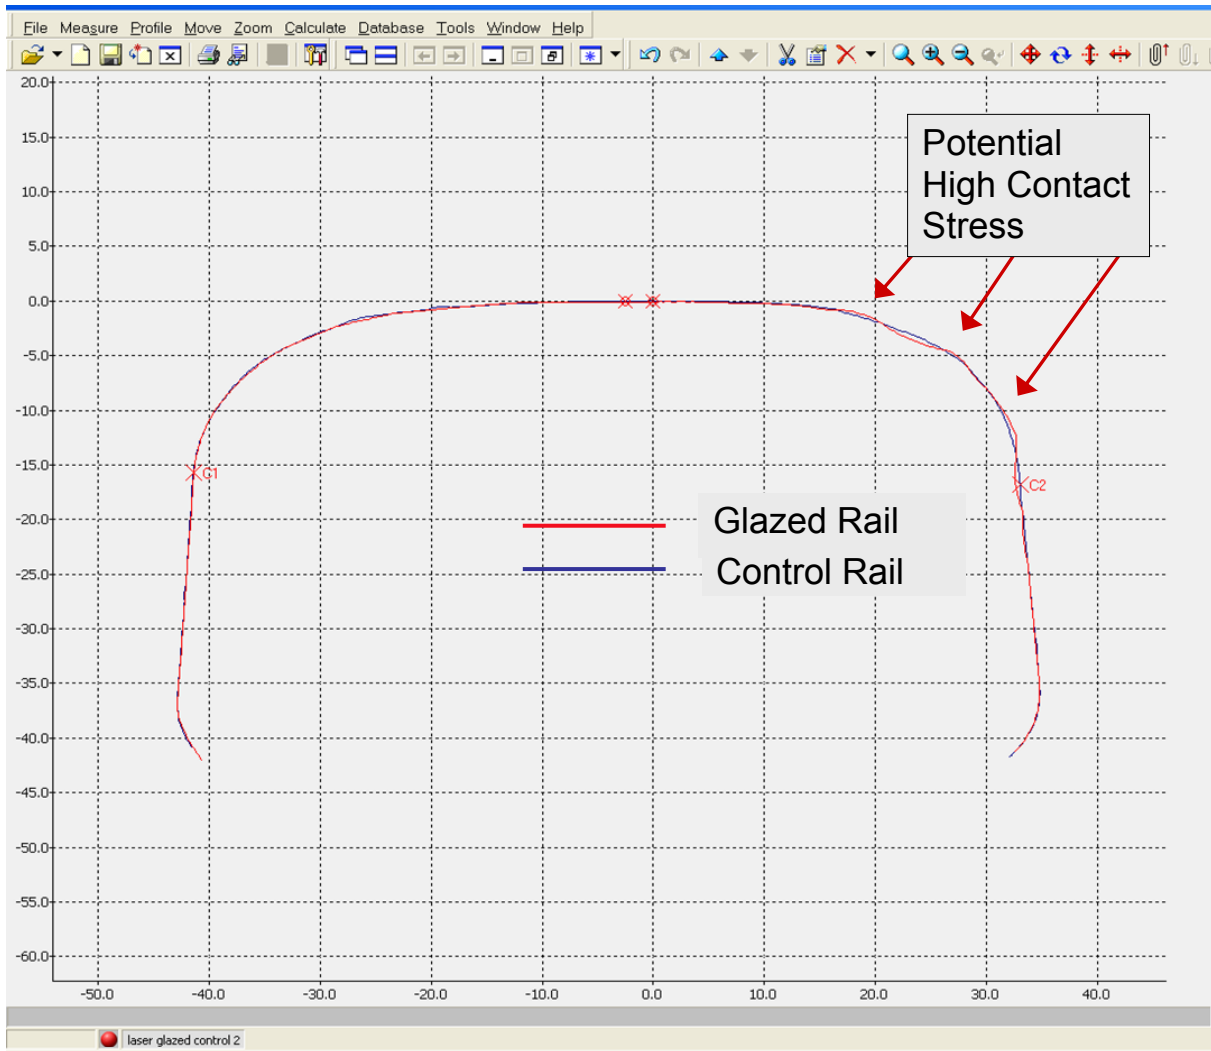 File Measure Profile Move Zoom Calculate Database Tools Window Help
20.0
15.0
10.0
5.0
0.0
-5.0
-10.0
-15.0
-20.0
-25.0
-30.0
-35.0
-40.0
-45.0
-50.0
-55.0
-60.0
Potential
High Contact
Stress
C1
C2
Glazed Rail
Control Rail
-50.0 -40.0 -30.0 -20.0 -10.0 0.0 10.0 20.0 30.0 40.0
laser glazed control 2